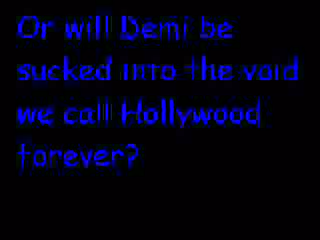 Or will Demi be
sucked into the void
we call Hollywood
forever?